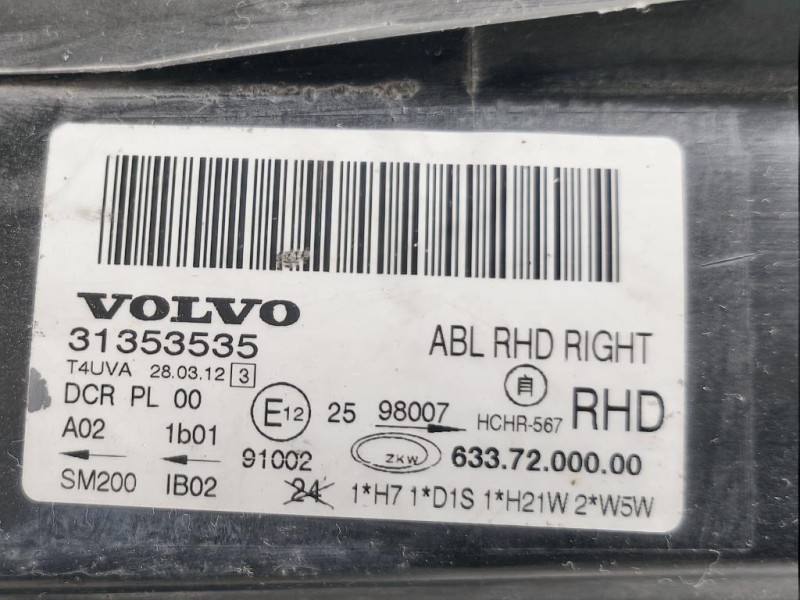 VOLVO
31353535
ABL RHD RIGHT
T4UVA 28.03.12 3
DCR PL 00
E12 25 98007
自
HCHR-567
RHD
A02 1b01
91002
ZKW
633.72.000.00
SM200 IB02
24
1*H7 1*D1S 1*H21W 2*W5W